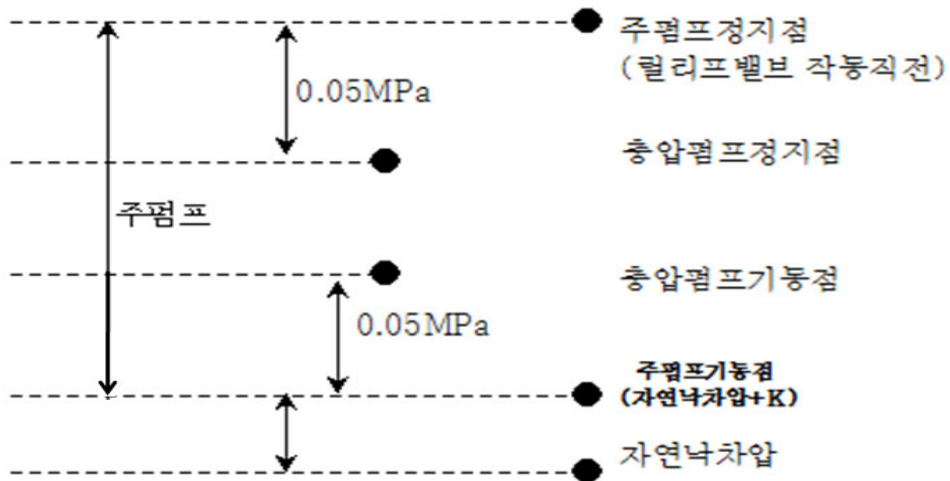 주펌프정지점
(릴리프밸브 작동직전)
0.05MPa
충압펌프정지점
주펌프
충압펌프기동점
0.05MPa
주펌프기동점
(자연낙차압+K)
자연낙차압